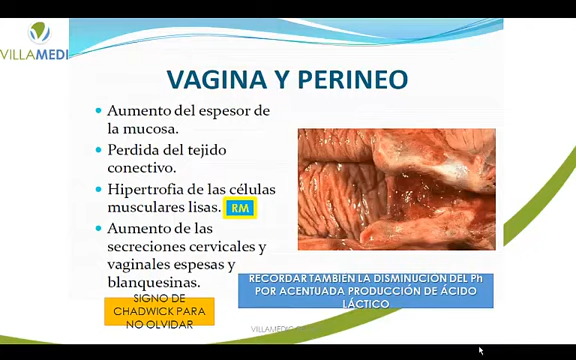 VILLAMEDI
VAGINA Y PERINEO
Aumento del espesor de
la mucosa.
Perdida del tejido
conectivo.
Hipertrofia de las células
musculares lisas. RM
Aumento de las
secreciones cervicales y
vaginales espesas y
blanquesinas.
SIGNO DE
CHADWICK PARA
NO OLVIDAR
RECORDAR TAMBIEN LA DISMINUCIÓN DEL Ph
POR ACENTUADA PRODUCCIÓN DE ÁCIDO
LÁCTICO
VILLAMEDIC